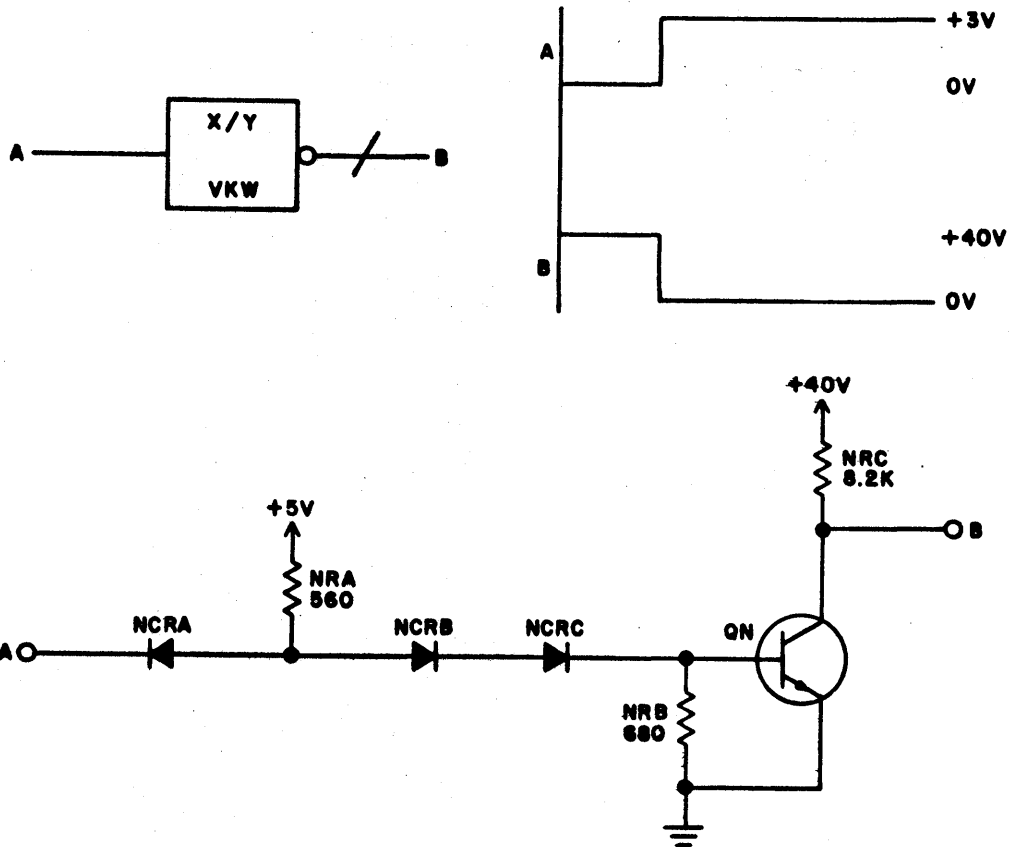 A
X/Y
VKW
B
A
+3V
0V
B
+40V
0V
+40V
NRC
8.2K
B
+5V
NRA
560
A
NCRA
NCRB
NCRC
QN
NRB
680